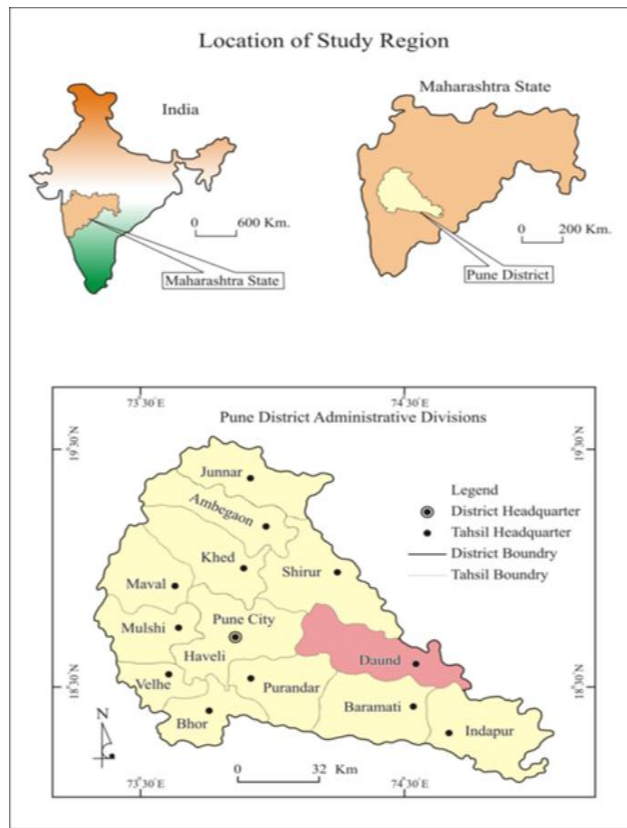 Location of Study Region
India
0 600 Km.
Maharashtra State
Maharashtra State
0 200 Km.
Pune District
73°30'E 74°30'E
Pune District Administrative Divisions
19°30'N 19°30'N
Junnar
Ambegaon
Khed
Shirur
Maval
Mulshi
Pune City
Haveli
Daund
Velhe
Purandar
Bhor
Baramati
Indapur
Legend
District Headquarter
Tahsil Headquarter
District Boundry
Tahsil Boundry
18°30'N 18°30'N
N
0 32 Km
73°30'E 74°30'E